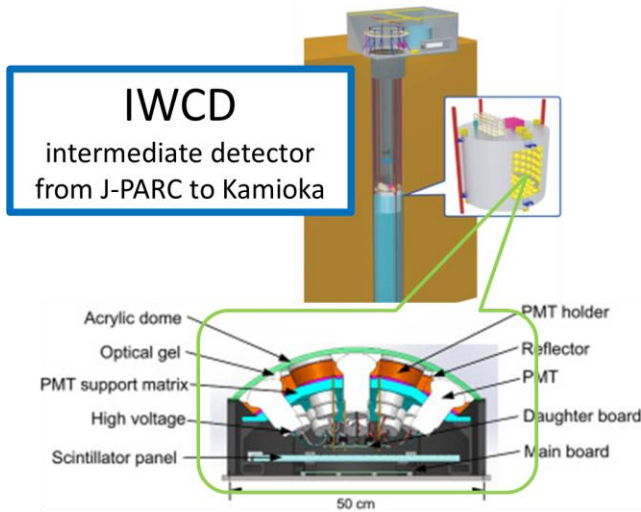 IWCD
intermediate detector
from J-PARC to Kamioka
Acrylic dome
Optical gel
PMT support matrix
High voltage
Scintillator panel
PMT holder
Reflector
PMT
Daughter board
Main board
50 cm